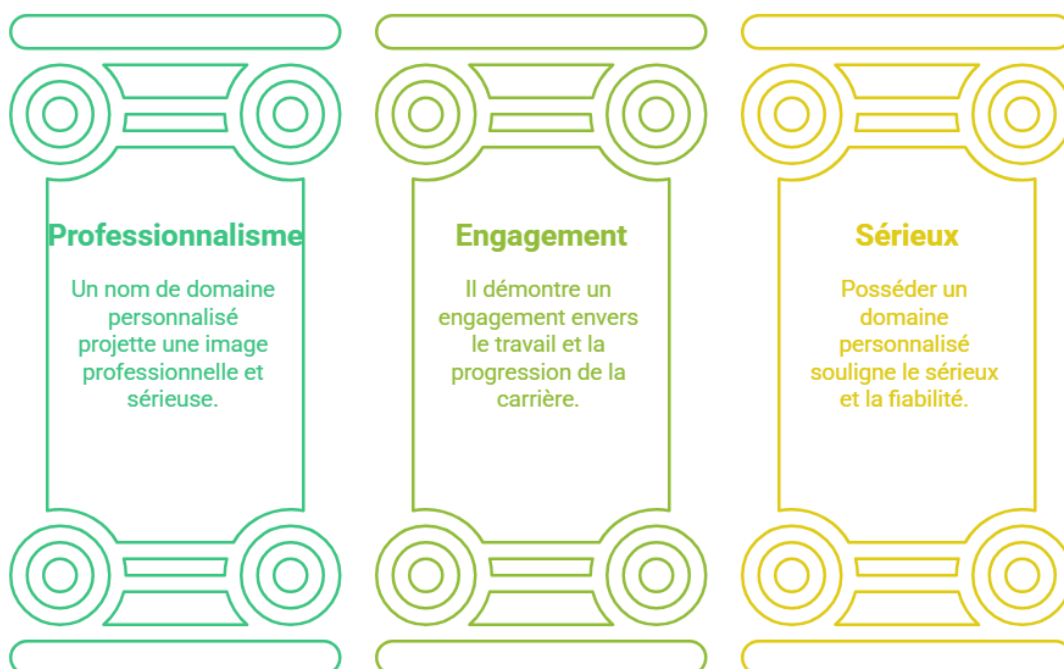 Professionnalisme
Un nom de domaine
personnalisé
projette une image
professionnelle et
sérieuse.
Engagement
Il démontre un
engagement envers
le travail et la
progression de la
carrière.
Sérieux
Posséder un
domaine
personnalisé
souligne le sérieux
et la fiabilité.